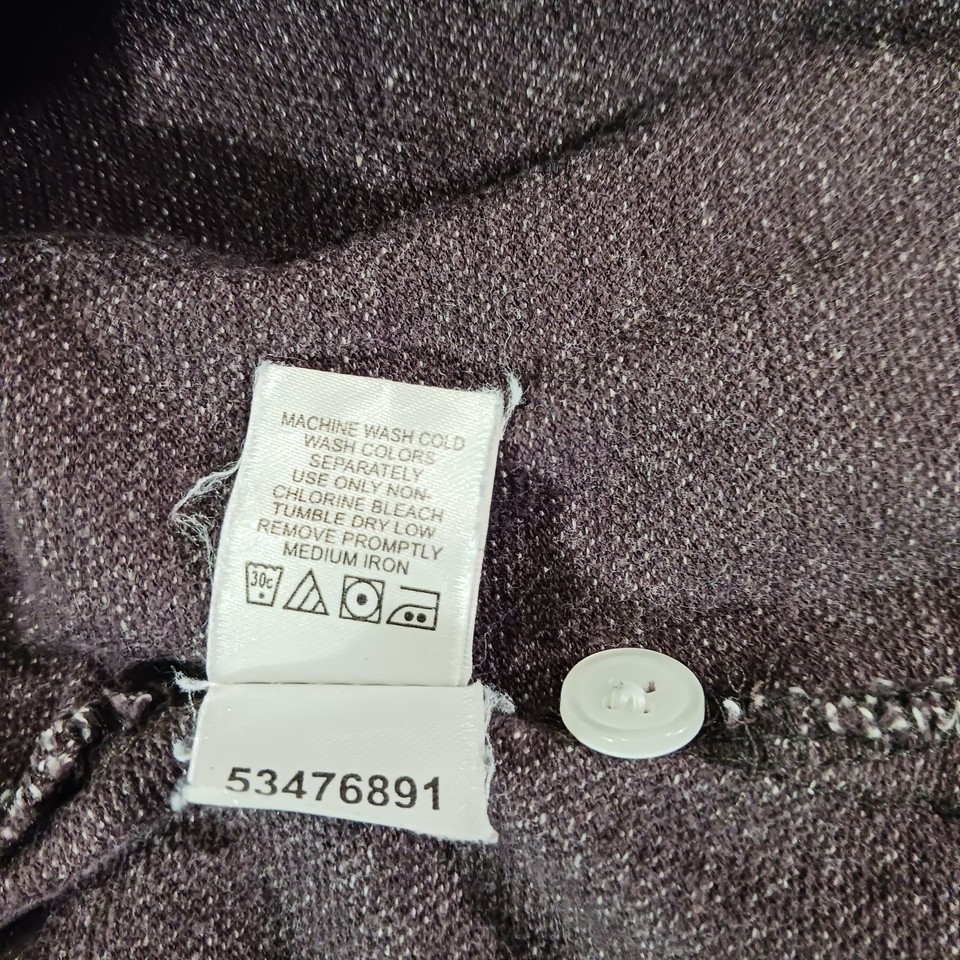 MACHINE WASH COLD
WASH COLORS
SEPARATELY
USE ONLY NON-
CHLORINE BLEACH
TUMBLE DRY LOW
REMOVE PROMPTLY
MEDIUM IRON
30c
53476891